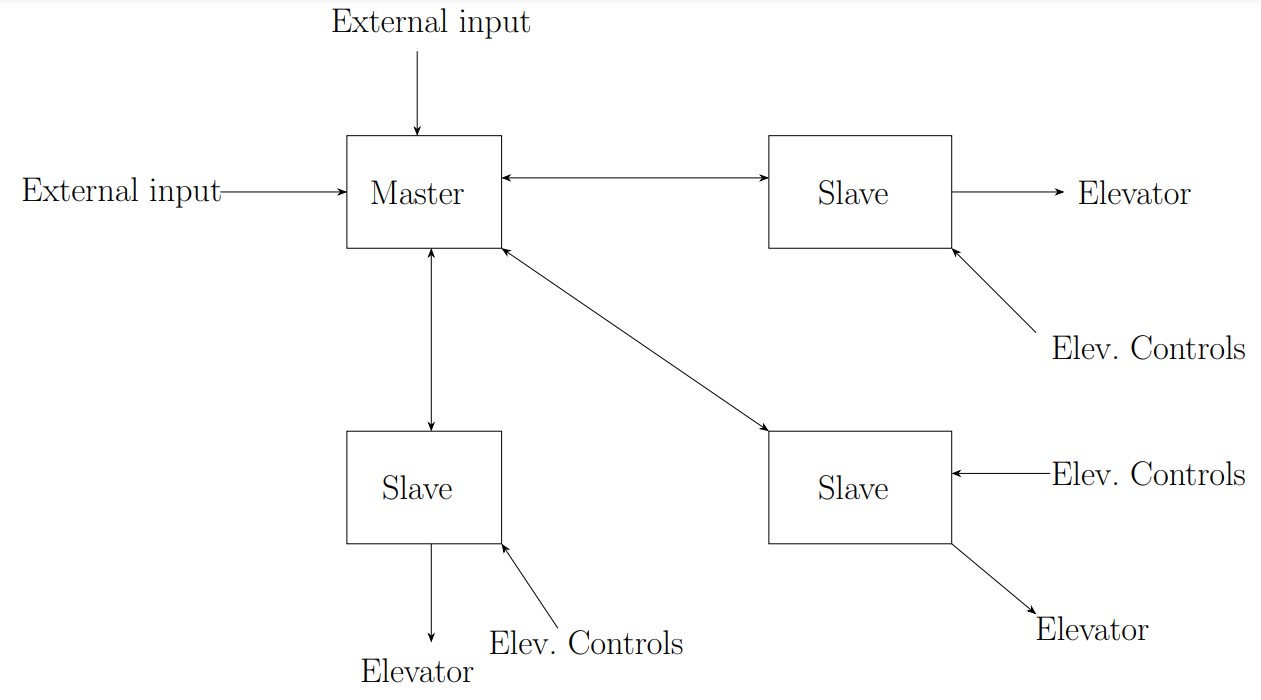 External input
External input
Master
Slave
Elevator
Elev. Controls
Slave
Slave
Elev. Controls
Elevator
Elev. Controls
Elevator